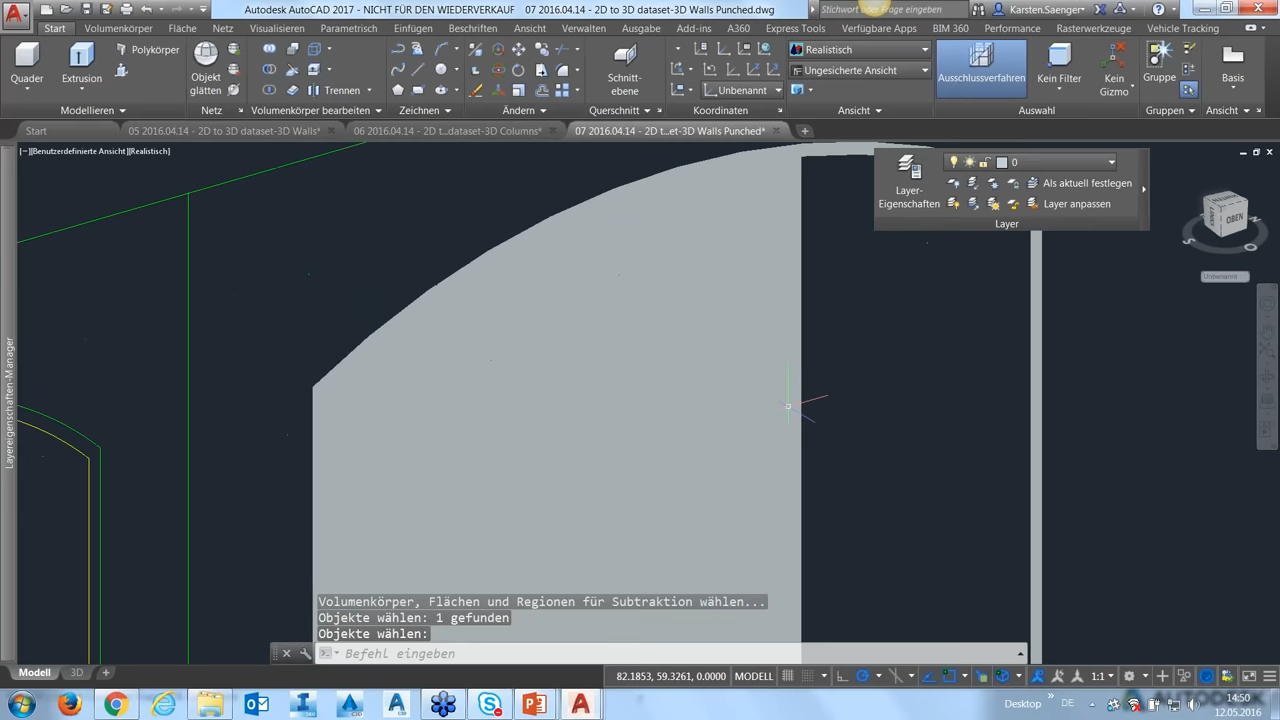 Autodesk AutoCAD 2017 - NICHT FÜR DEN WIEDERVERKAUF 07 2016.04.14 - 2D to 3D dataset-3D Walls Punched.dwg
Stichwort oder Frage eingeben
Karsten.Saenger
Start Volumenkörper Fläche Netz Visualisieren Parametrisch Einfügen Beschriften Ansicht Verwalten Ausgabe Add-ins A360 Express Tools Verfügbare Apps BIM 360 Performance Rasterwerkzeuge Vehicle Tracking
Quader
Extrusion
Polykörper
Objekt glätten
Trennen
Schnitt-ebene
Unbenannt
Realistisch
Ungesicherte Ansicht
Ausschlussverfahren
Kein Filter
Kein Gizmo
Gruppe
Basis
Modellieren Netz Volumenkörper bearbeiten Zeichnen Ändern Querschnitt Koordinaten Ansicht Auswahl Gruppen Ansicht
Start 05 2016.04.14 - 2D to 3D dataset-3D Walls* 06 2016.04.14 - 2D t...dataset-3D Columns* 07 2016.04.14 - 2D t...et-3D Walls Punched*
[−][Benutzerdefinierte Ansicht][Realistisch]
0
Layer-Eigenschaften
Als aktuell festlegen
Layer anpassen
Layer
OBEN
LINKS
S
Unbenannt
Layereigenschaften-Manager
Volumenkörper, Flächen und Regionen für Subtraktion wählen...
Objekte wählen: 1 gefunden
Objekte wählen:
Befehl eingeben
Modell 3D
82.1853, 59.3261, 0.0000 MODELL
1:1
Desktop
DE
14:50
12.05.2016